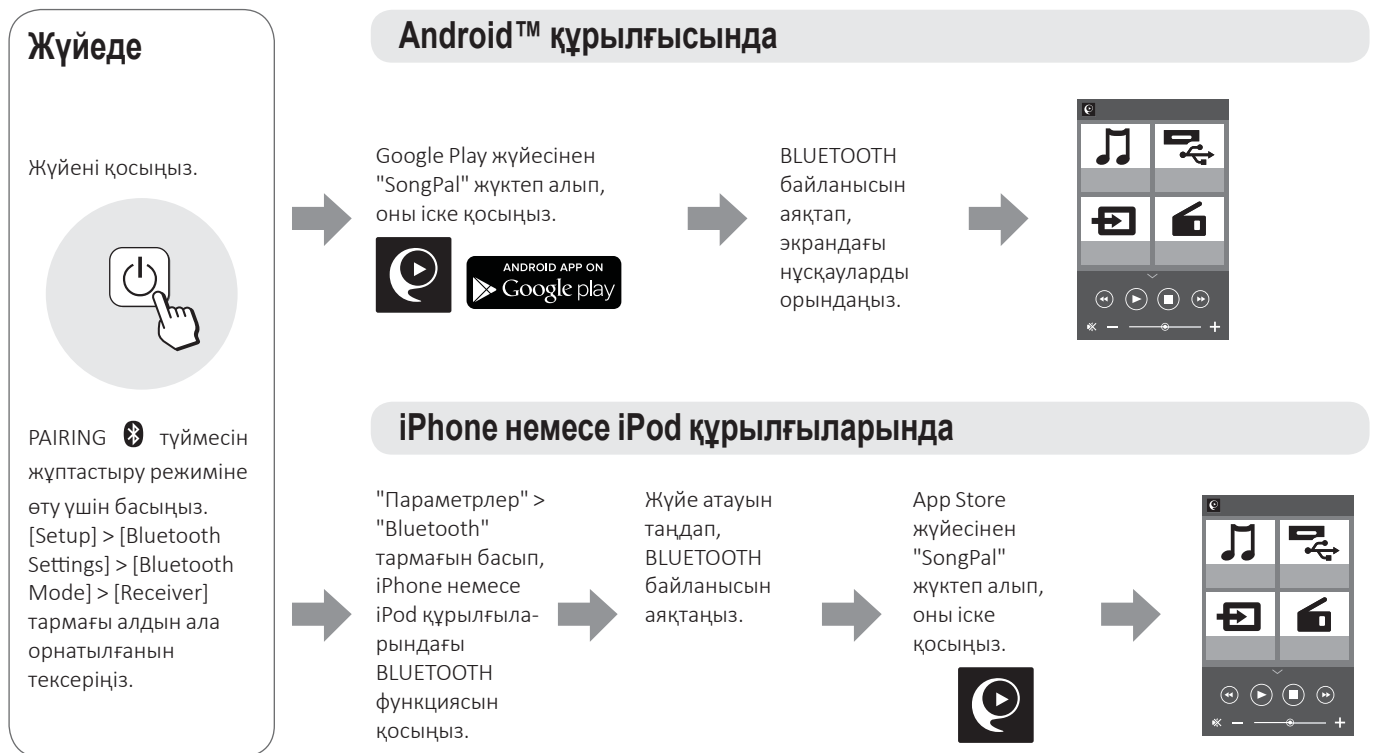 Жүйеде
Жүйені қосыңыз.
PAIRING түймесін
жұптастыру режиміне
өту үшін басыңыз.
[Setup] > [Bluetooth
Settings] > [Bluetooth
Mode] > [Receiver]
тармағы алдын ала
орнатылғанын
тексеріңіз.
Android™ құрылғысында
Google Play жүйесінен
"SongPal" жүктеп алып,
оны іске қосыңыз.
ANDROID APP ON
Google play
BLUETOOTH
байланысын
аяқтап,
экрандағы
нұсқауларды
орындаңыз.
iPhone немесе iPod құрылғыларында
"Параметрлер" >
"Bluetooth"
тармағын басып,
iPhone немесе
iPod құрылғыла-
рындағы
BLUETOOTH
функциясын
қосыңыз.
Жүйе атауын
таңдап,
BLUETOOTH
байланысын
аяқтаңыз.
App Store
жүйесінен
"SongPal"
жүктеп алып,
оны іске
қосыңыз.